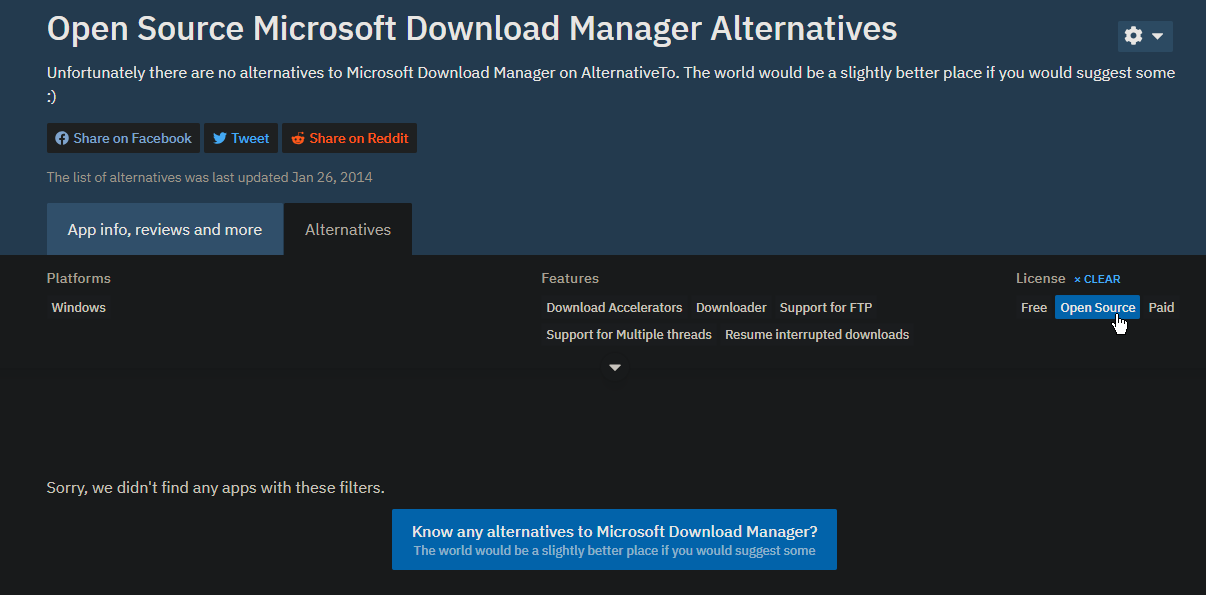 Open Source Microsoft Download Manager Alternatives
Unfortunately there are no alternatives to Microsoft Download Manager on AlternativeTo. The world would be a slightly better place if you would suggest some
:)
Share on Facebook Tweet Share on Reddit
The list of alternatives was last updated Jan 26, 2014
App info, reviews and more Alternatives
Platforms Features License × CLEAR
Windows Download Accelerators Downloader Support for FTP Free Open Source Paid
Support for Multiple threads Resume interrupted downloads
Sorry, we didn't find any apps with these filters.
Know any alternatives to Microsoft Download Manager?
The world would be a slightly better place if you would suggest some